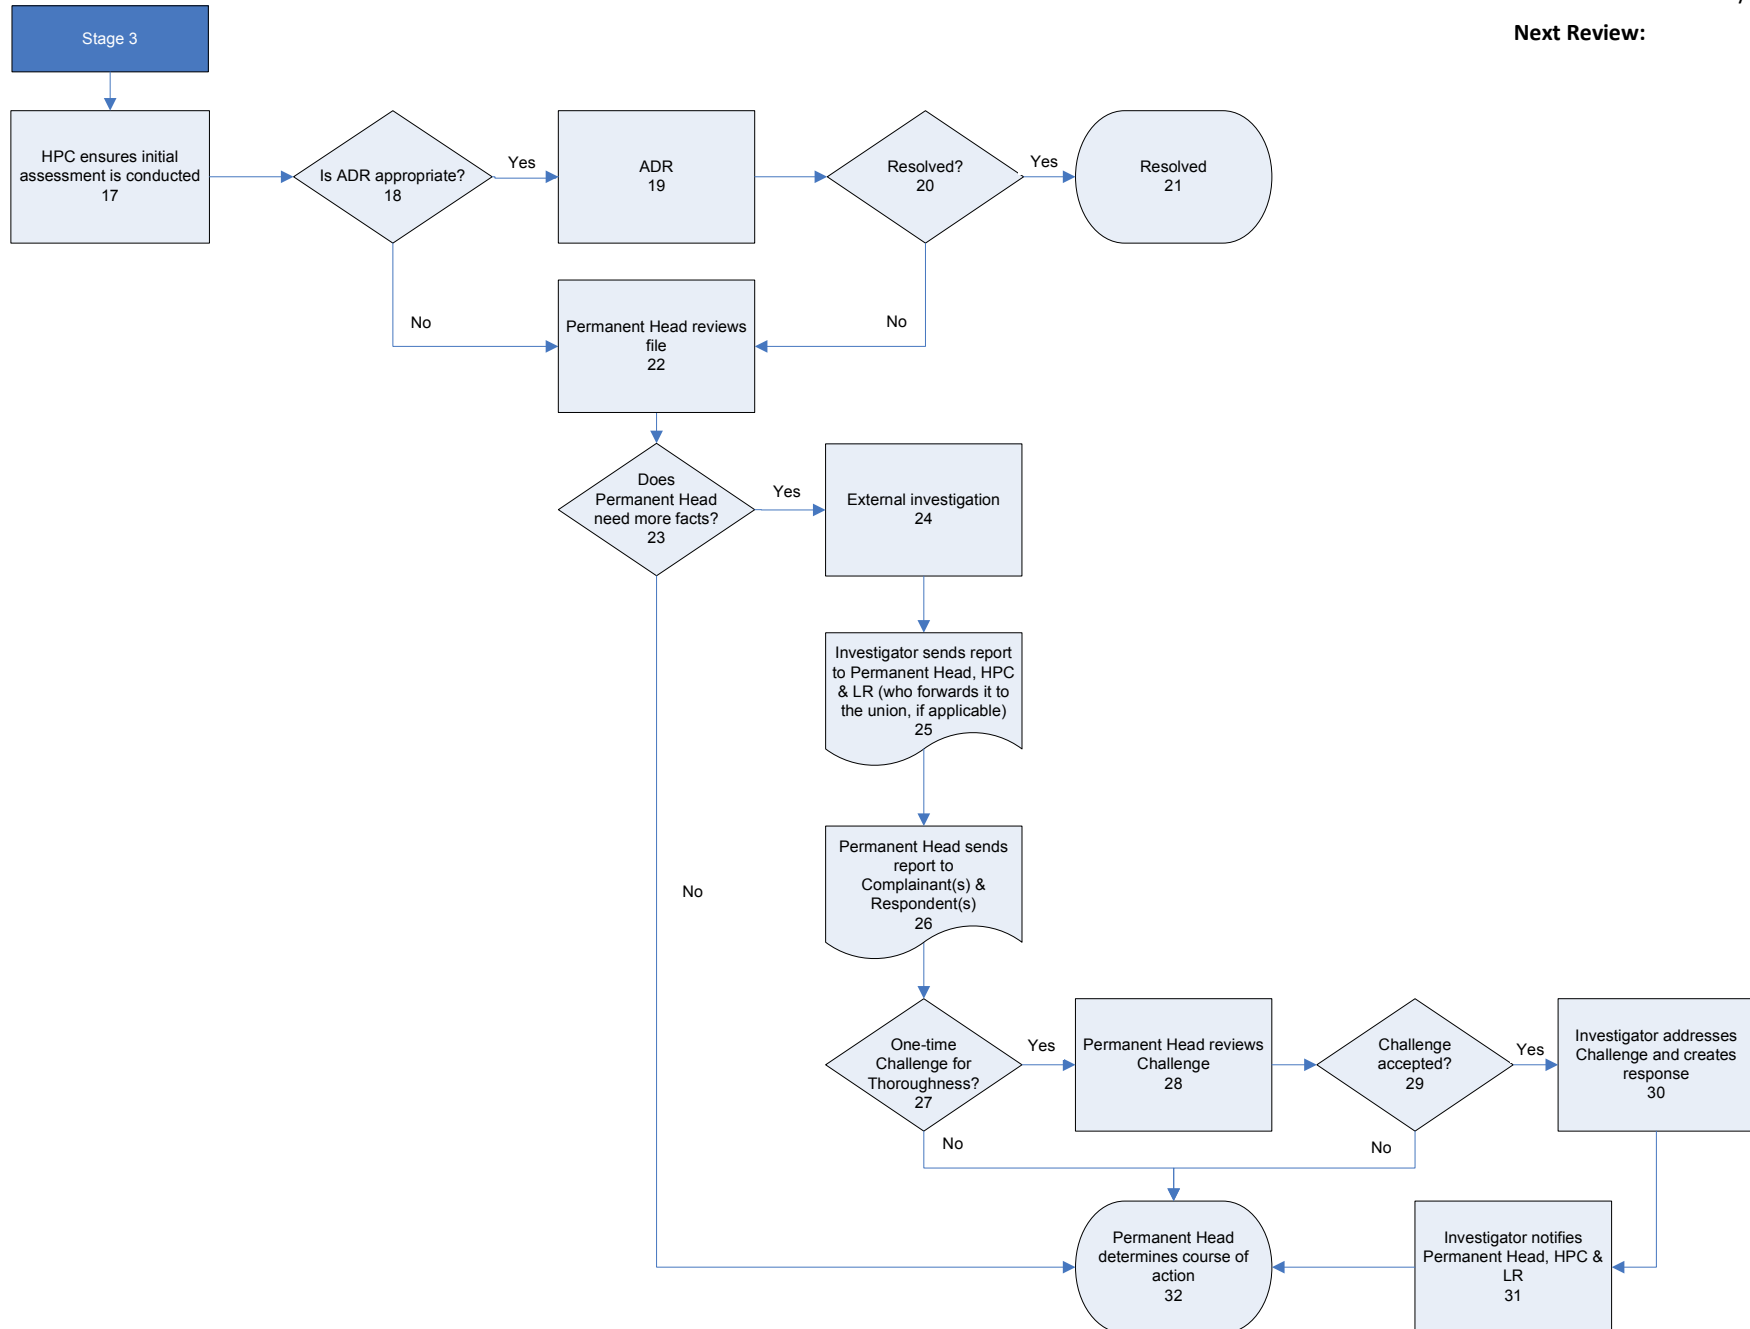 Next Review:
Stage 3
HPC ensures initial
assessment is conducted
17
Is ADR appropriate?
18
Yes
ADR
19
Resolved?
20
Yes
Resolved
21
No
No
Permanent Head reviews
file
22
Does
Permanent Head
need more facts?
23
Yes
External investigation
24
Investigator sends report
to Permanent Head, HPC
& LR (who forwards it to
the union, if applicable)
25
No
Permanent Head sends
report to
Complainant(s) &
Respondent(s)
26
One-time
Challenge for
Thoroughness?
27
Yes
Permanent Head reviews
Challenge
28
Challenge
accepted?
29
Yes
Investigator addresses
Challenge and creates
response
30
No
No
Permanent Head
determines course of
action
32
Investigator notifies
Permanent Head, HPC &
LR
31